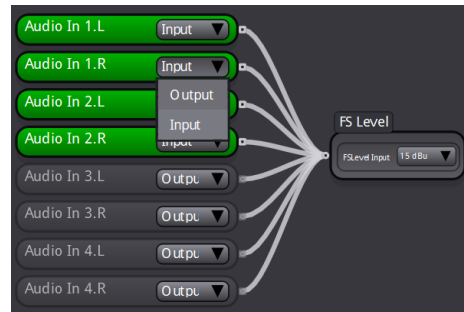 Audio In 1.L Input
Audio In 1.R Input
Output
Audio In 2.L
Input
Audio In 2.R Input
Audio In 3.L Outpu
Audio In 3.R Outpu
Audio In 4.L Outpu
Audio In 4.R Outpu
FS Level
FSLevel Input 15 dBu